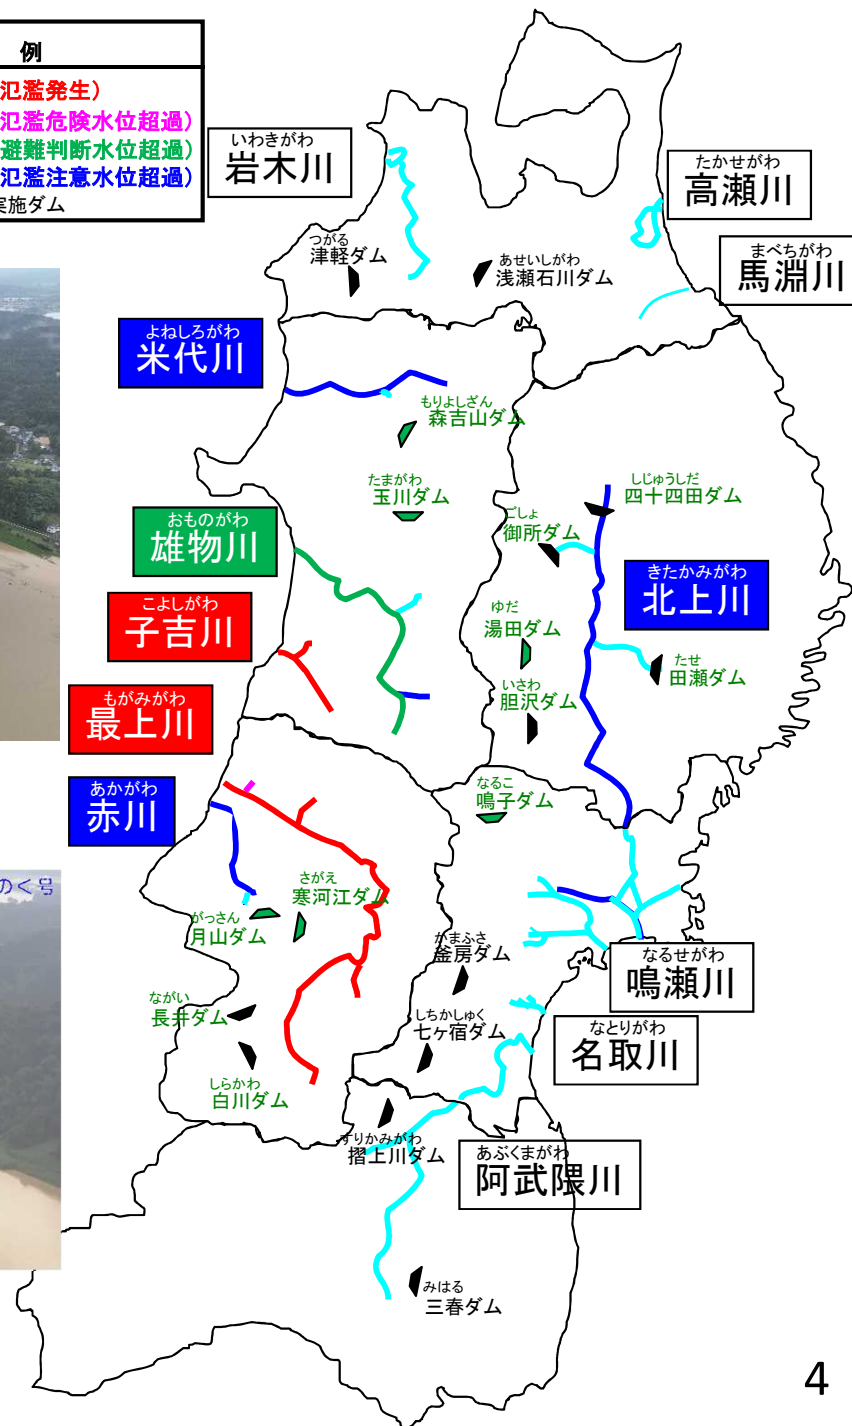 例
氾濫発生）
氾濫危険水位超過）
避難判断水位超過）
氾濫注意水位超過）
実施ダム
いわきがわ
岩木川
たかせがわ
高瀬川
まべちがわ
馬淵川
つがる
津軽ダム
あせいしがわ
浅瀬石川ダム
よねしろがわ
米代川
もりよしざん
森吉山ダム
たまがわ
玉川ダム
しじゅうしだ
四十四田ダム
ごしょ
御所ダム
おものがわ
雄物川
きたかみがわ
北上川
こよしがわ
子吉川
ゆだ
湯田ダム
たせ
田瀬ダム
いさわ
胆沢ダム
もがみがわ
最上川
あかがわ
赤川
なるこ
鳴子ダム
のく号
さがえ
寒河江ダム
がっさん
月山ダム
かまふさ
釜房ダム
なるせがわ
鳴瀬川
ながい
長井ダム
しちかしゅく
七ヶ宿ダム
なとりがわ
名取川
しらかわ
白川ダム
すりかみがわ
摺上川ダム
あぶくまがわ
阿武隈川
みはる
三春ダム
4